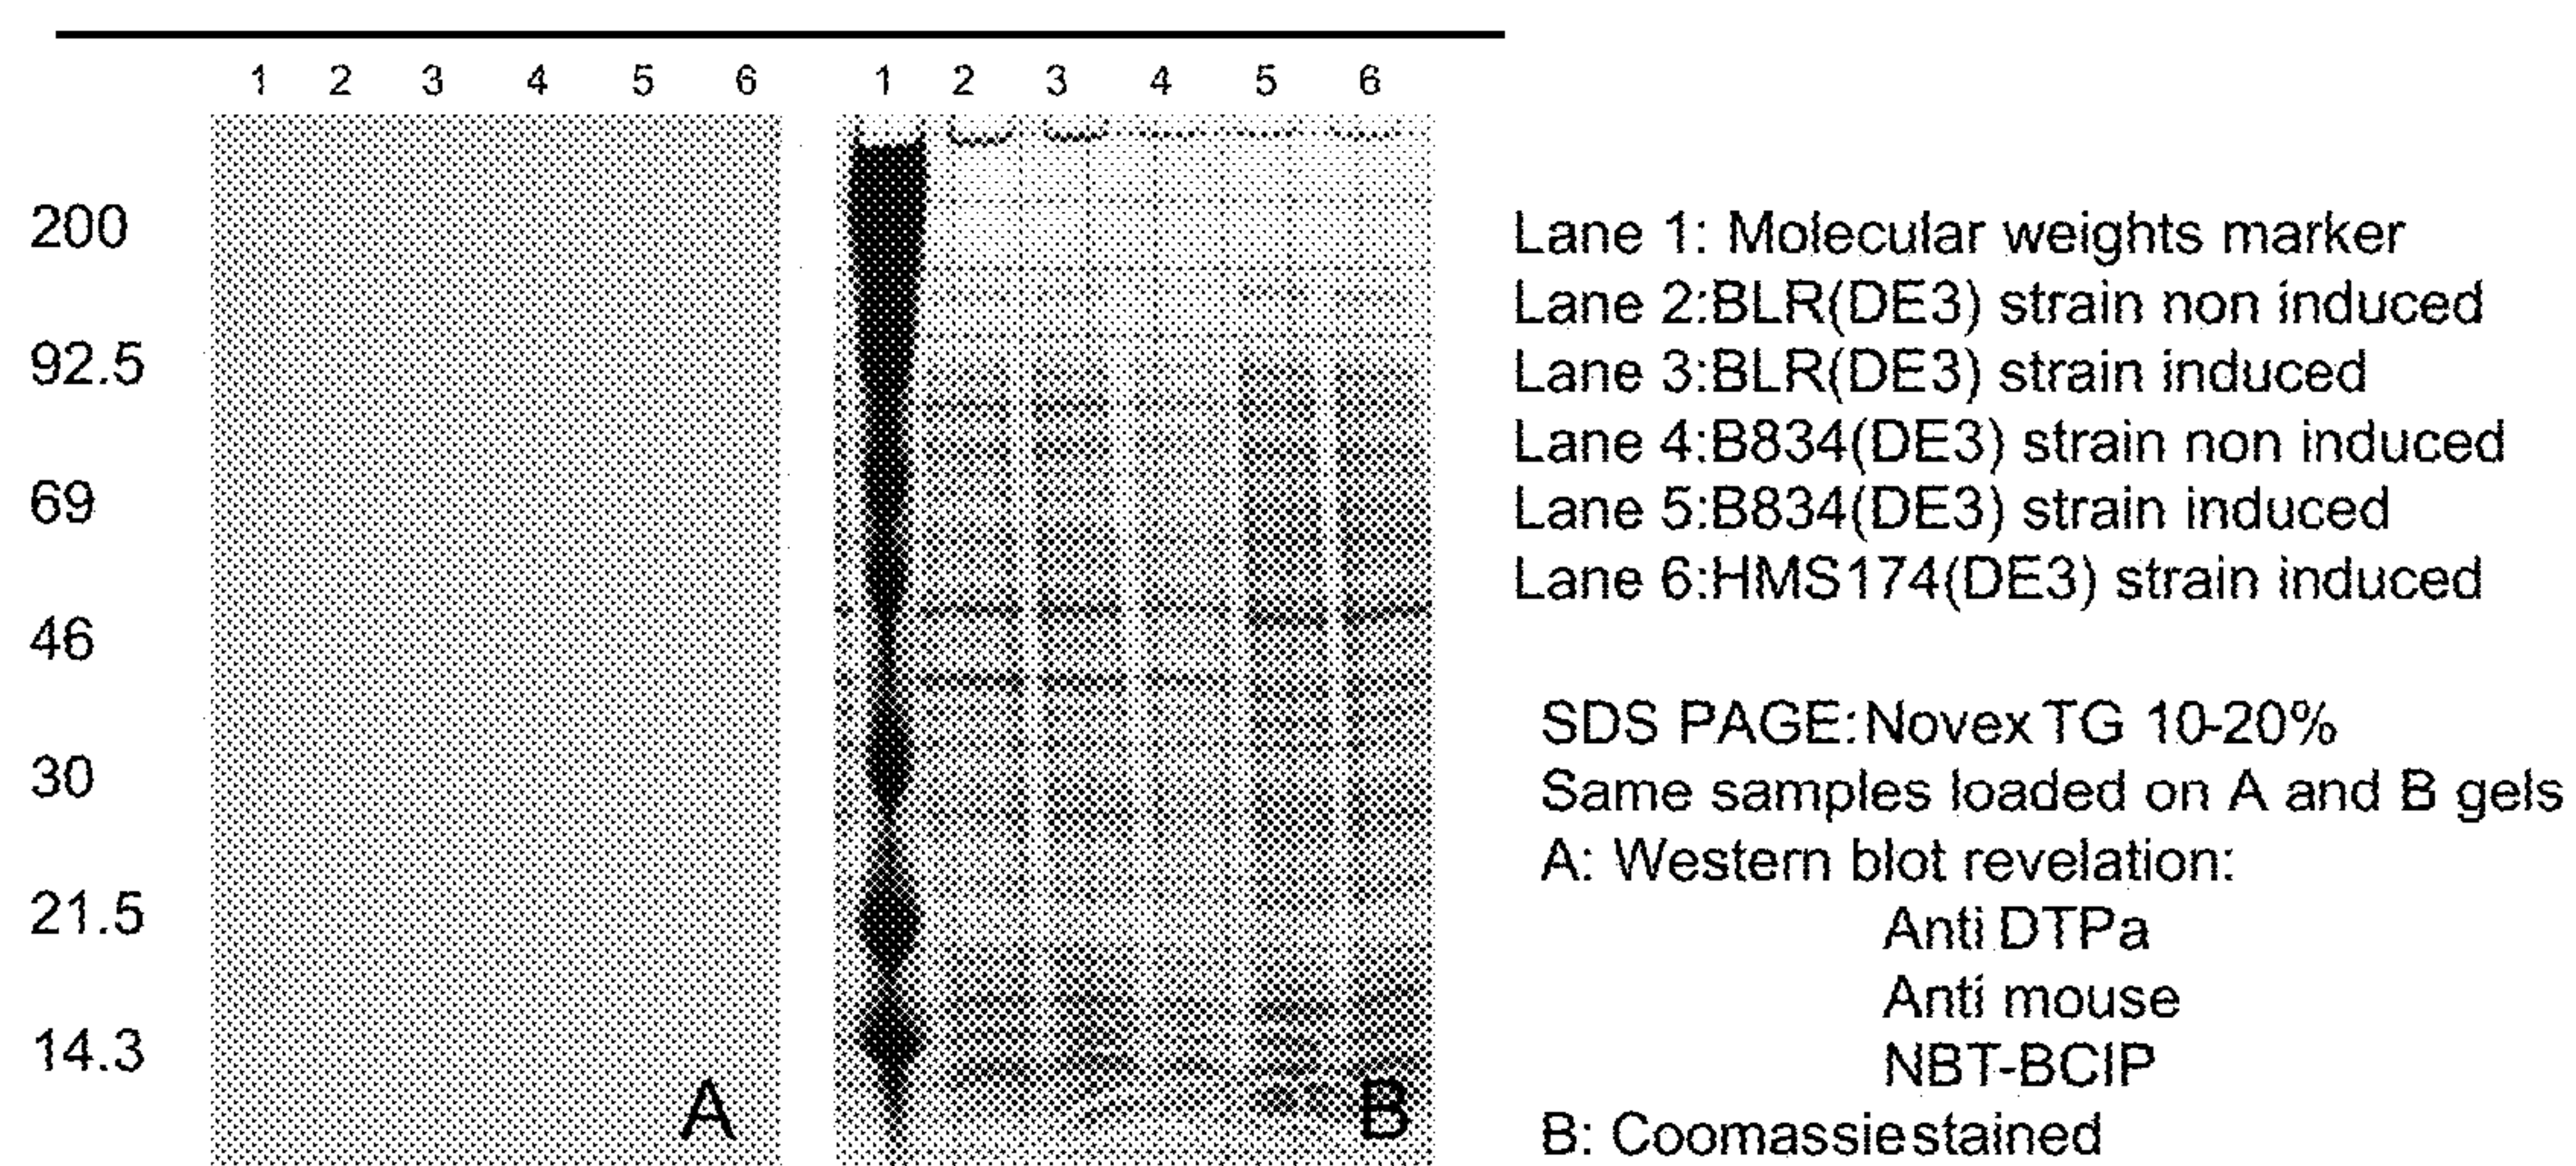 1 2 3 4 5 6 1 2 3 4 5 6
200
92.5
69
46
30
21.5
14.3
A
B
Lane 1: Molecular weights marker
Lane 2:BLR(DE3) strain non induced
Lane 3:BLR(DE3) strain induced
Lane 4:B834(DE3) strain non induced
Lane 5:B834(DE3) strain induced
Lane 6:HMS174(DE3) strain induced
SDS PAGE:Novex TG 10-20%
Same samples loaded on A and B gels
A: Western blot revelation:
Anti DTPa
Anti mouse
NBT-BCIP
B: Coomassiestained